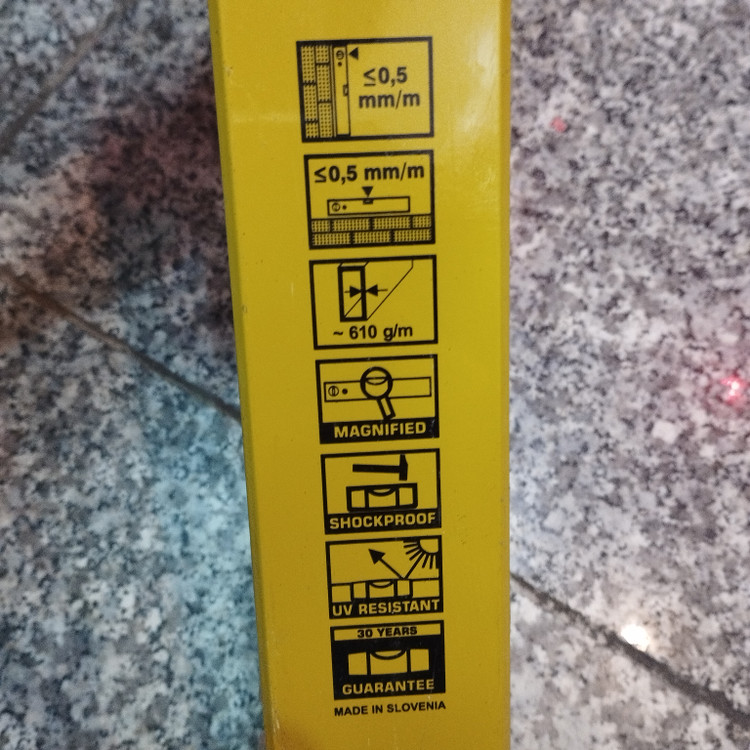 ≤0,5
mm/m
≤0,5 mm/m
~ 610 g/m
MAGNIFIED
SHOCKPROOF
UV RESISTANT
30 YEARS
GUARANTEE
MADE IN SLOVENIA